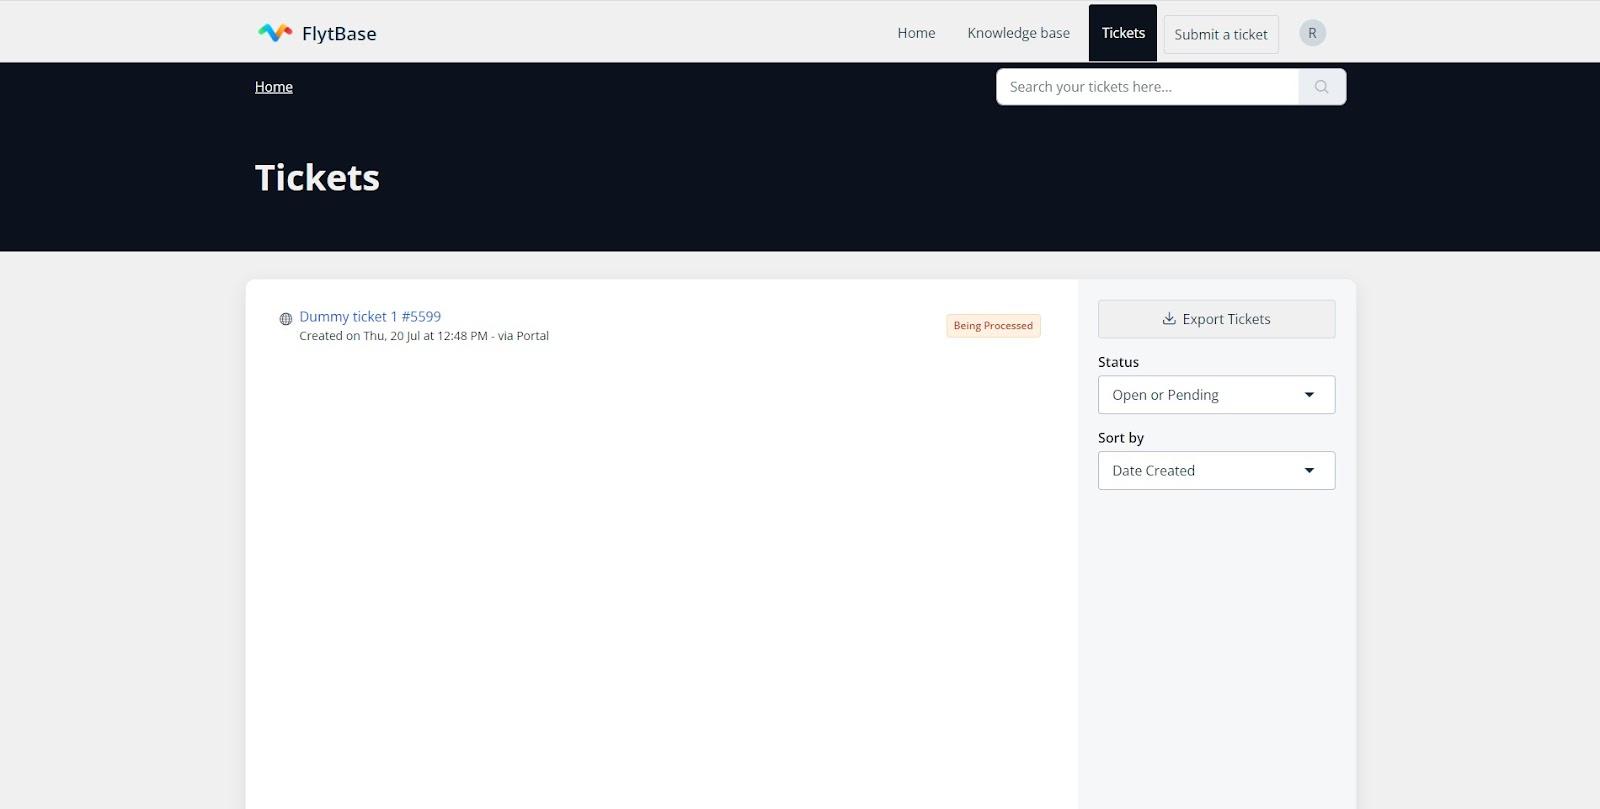 FlytBase
Home
Knowledge base
Tickets
Submit a ticket
R
Home
Search your tickets here...
Tickets
Dummy ticket 1 #5599
Created on Thu, 20 Jul at 12:48 PM - via Portal
Being Processed
Export Tickets
Status
Open or Pending
Sort by
Date Created